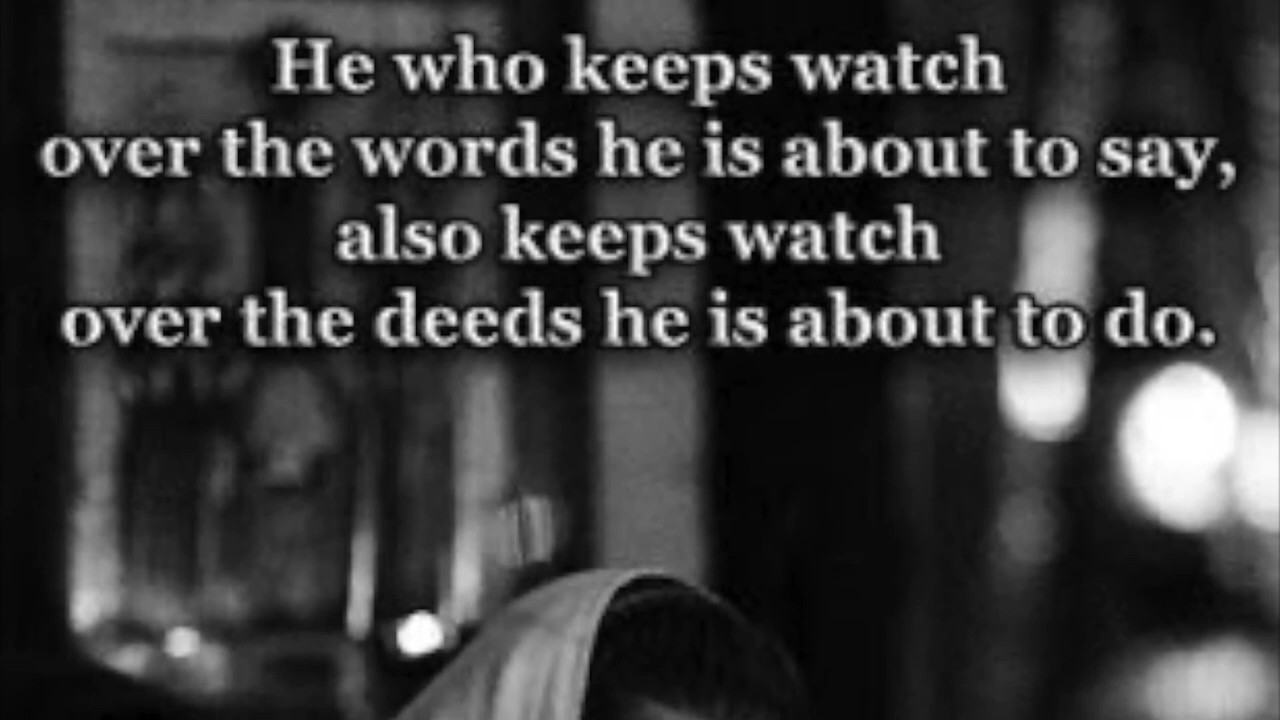 He who keeps watch
over the words he is about to say,
also keeps watch
over the deeds he is about to do.